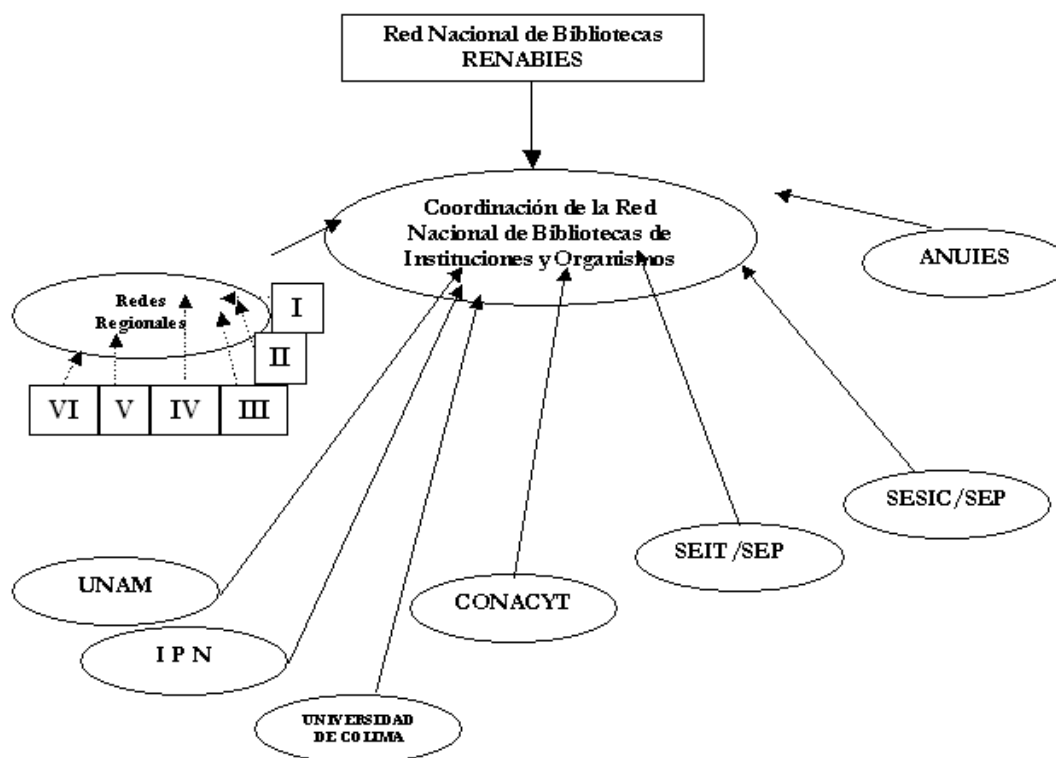 Red Nacional de Bibliotecas
RENABIES
Coordinación de la Red
Nacional de Bibliotecas de
Instituciones y Organismos
ANUIES
Redes
Regionales
I
II
VI
V
IV
III
SESIC/SEP
SEIT /SEP
UNAM
CONACYT
I P N
UNIVERSIDAD
DE COLIMA